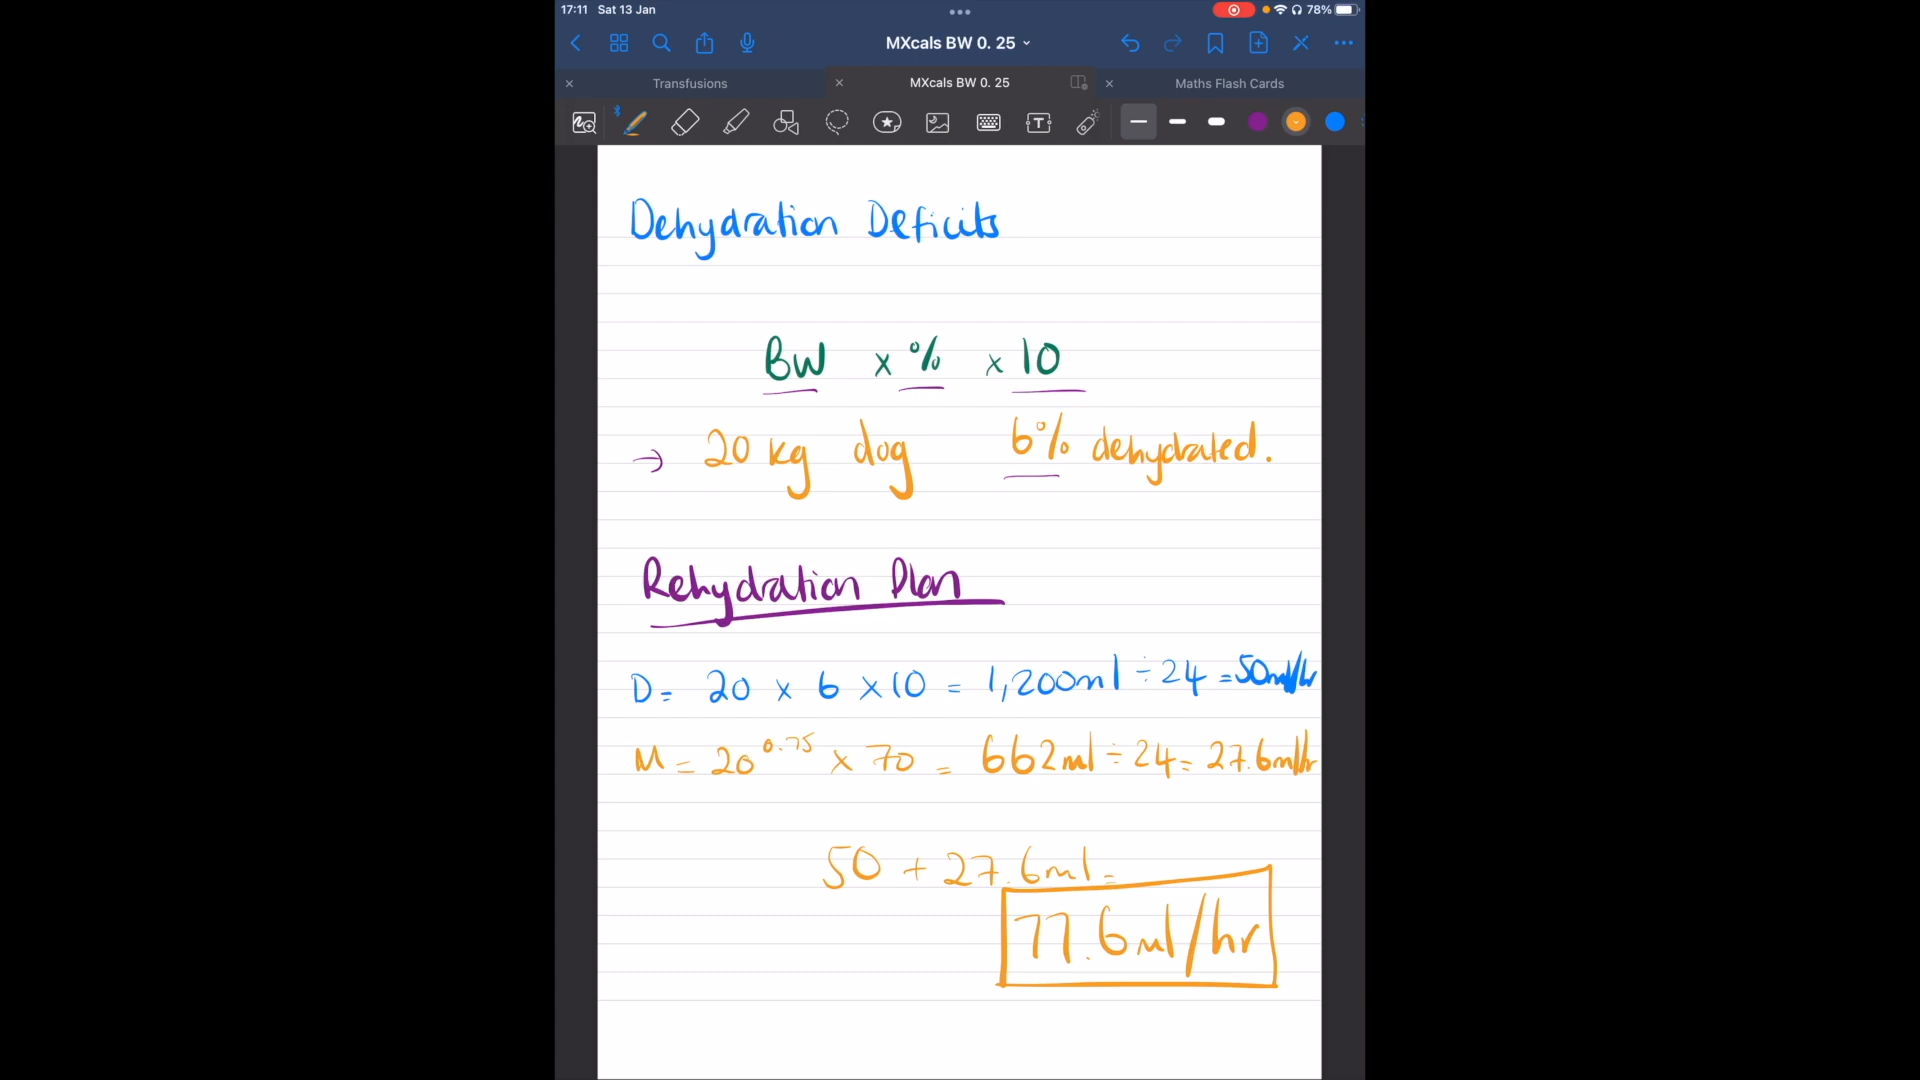 17:11 Sat 13 Jan 78%
MXcals BW 0. 25
Transfusions MXcals BW 0. 25 Maths Flash Cards
Dehydration Deficits
BW x % x 10
→ 20 kg dog 6% dehydrated.
Rehydration Plan
D = 20 x 6 x 10 = 1,200ml ÷ 24 = 50ml/hr
M = 20^0.75 x 70 = 662ml ÷ 24 = 27.6ml/hr
50 + 27.6ml =
77.6ml/hr